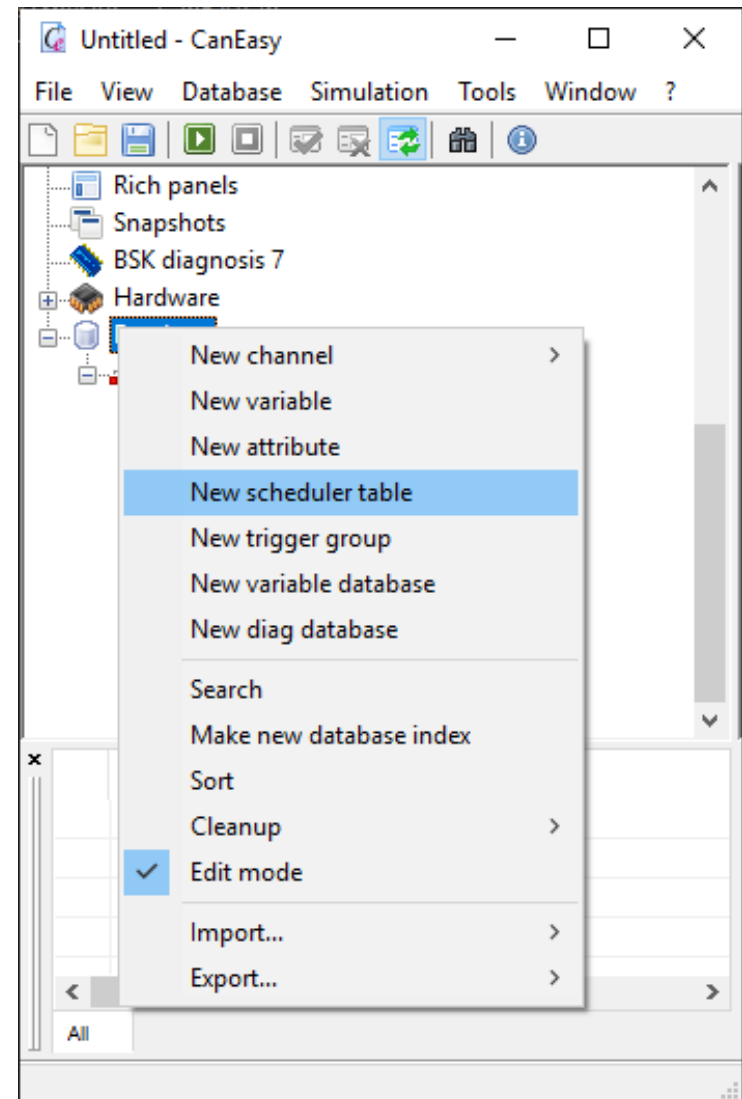 Untitled - CanEasy
File View Database Simulation Tools Window ?
Rich panels
Snapshots
BSK diagnosis 7
Hardware
New channel
New variable
New attribute
New scheduler table
New trigger group
New variable database
New diag database
Search
Make new database index
Sort
Cleanup
Edit mode
Import...
Export...
All